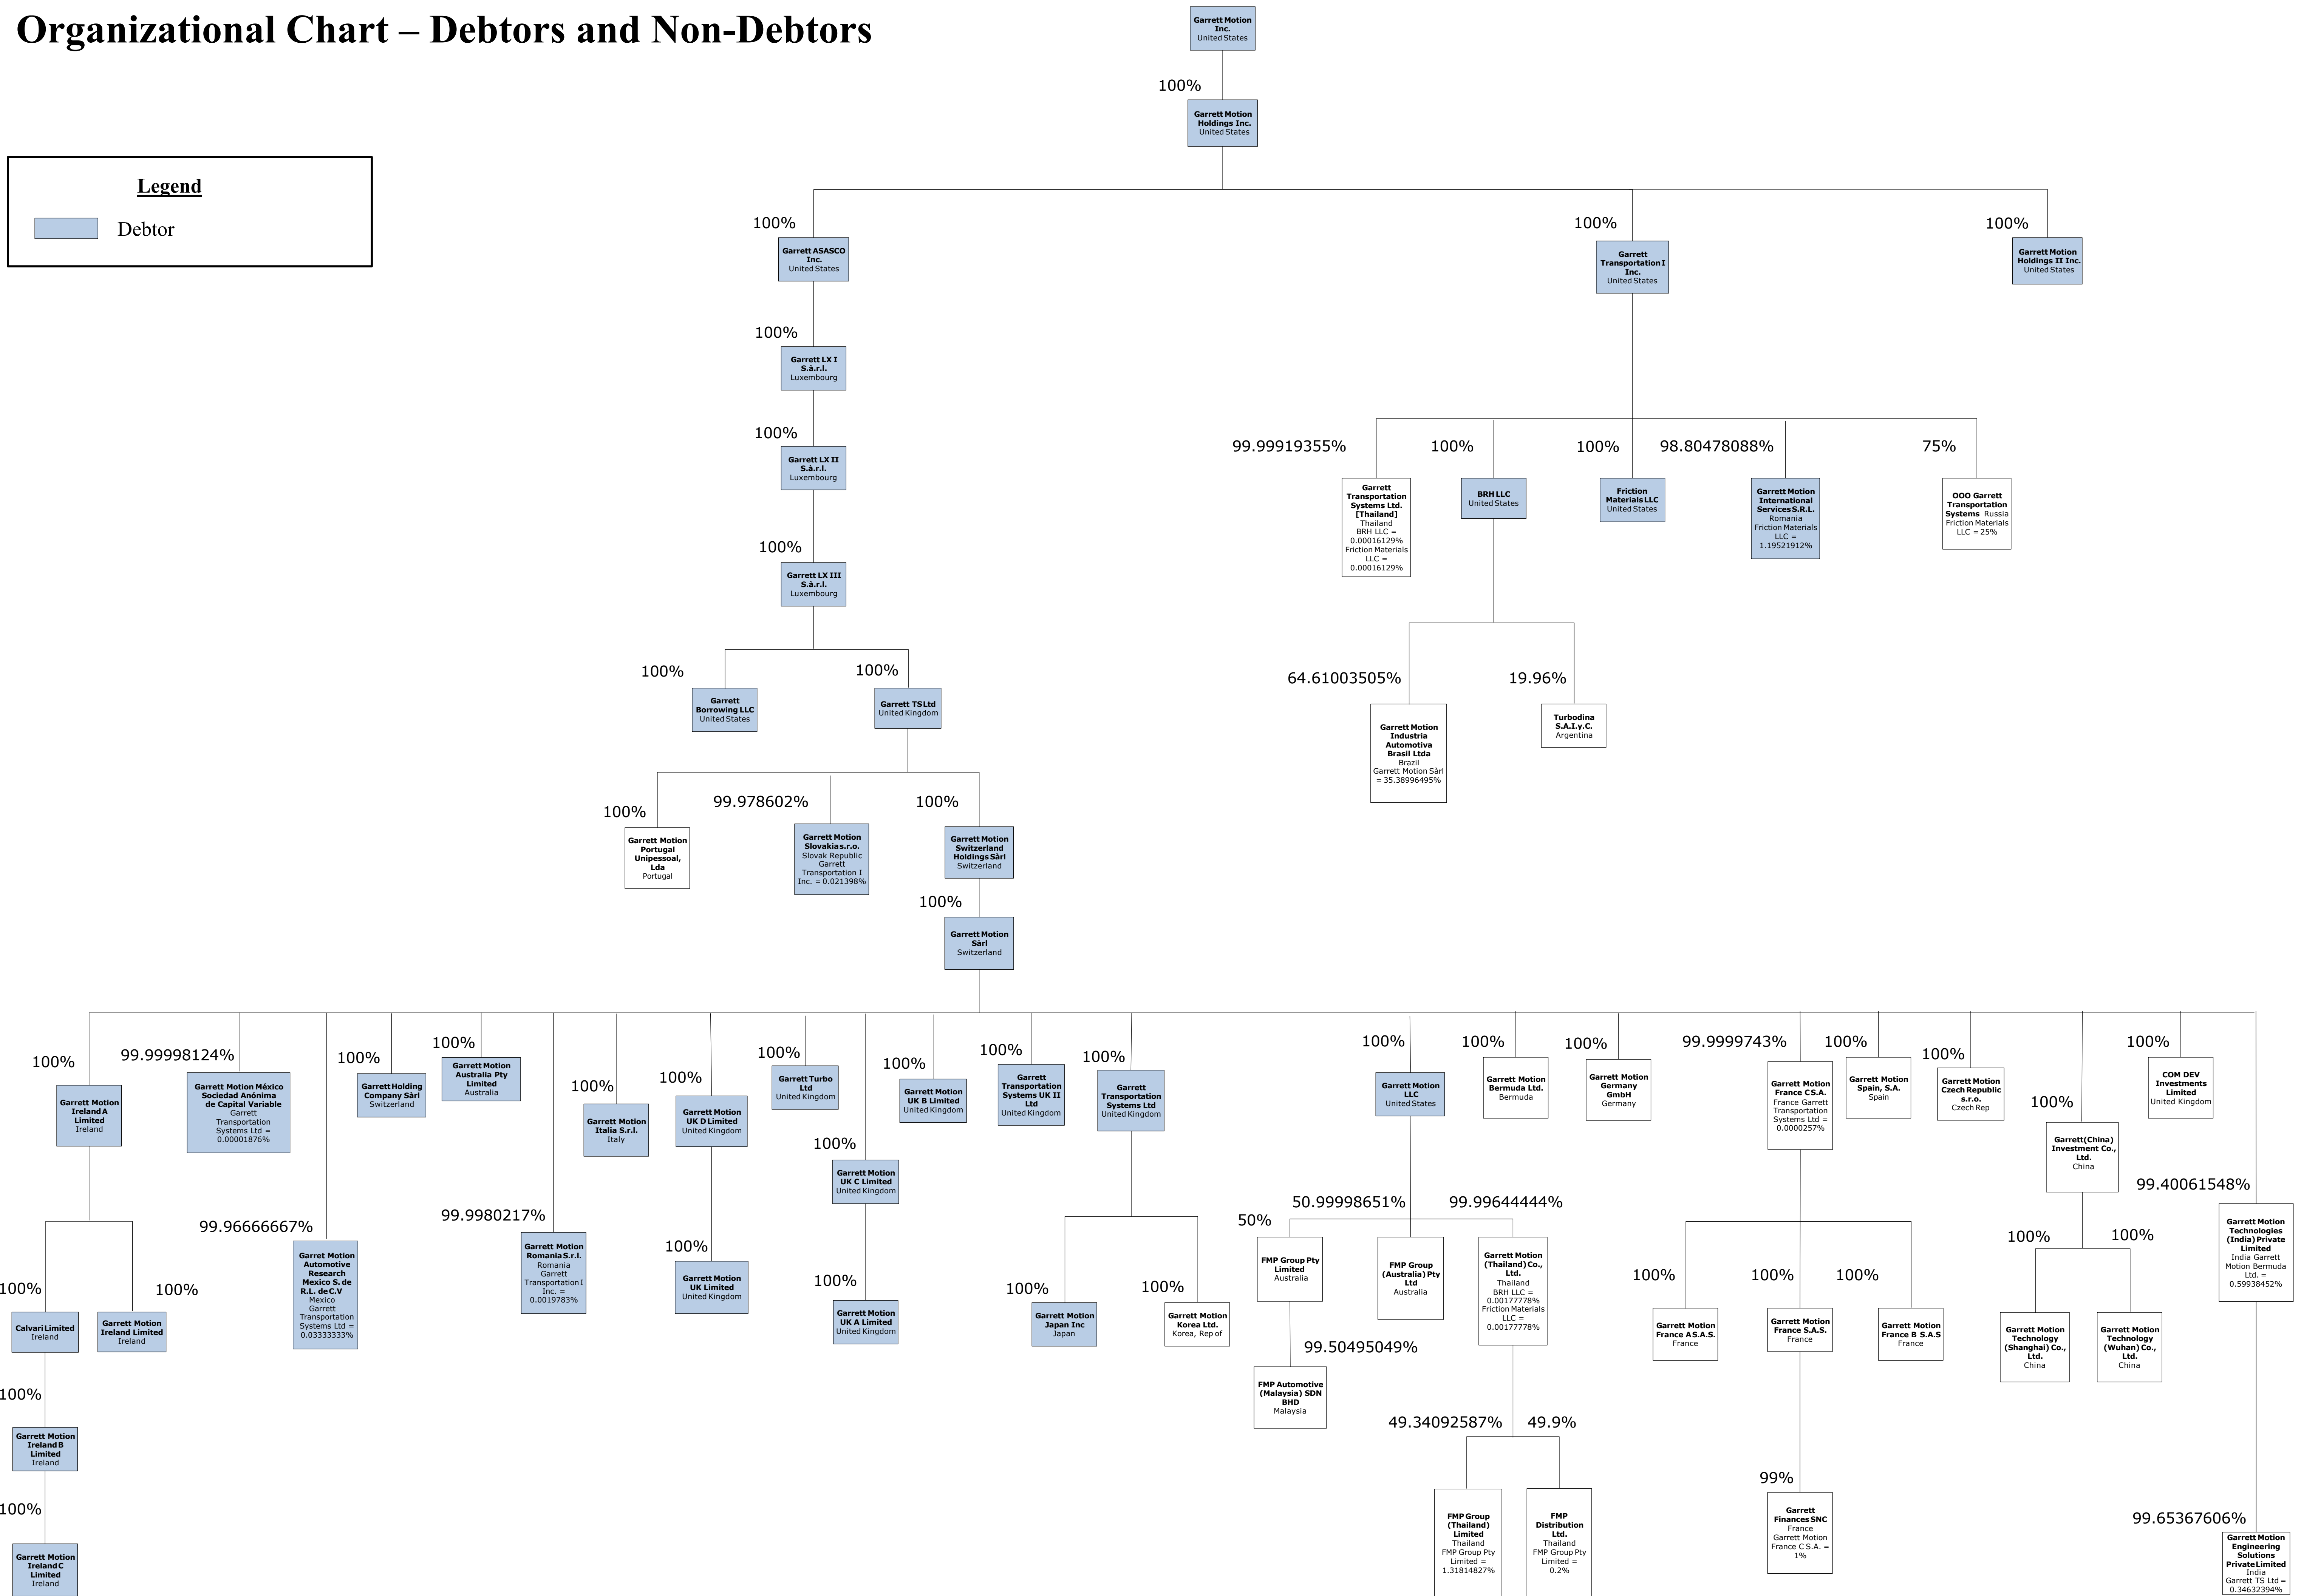 Organizational Chart – Debtors and Non-Debtors
Garrett Motion
Inc.
United States
100%
Garrett Motion
Holdings Inc.
United States
Legend
Debtor
100%
Garrett ASASCO
Inc.
United States
100%
Garrett
Transportation I
Inc.
United States
100%
Garrett Motion
Holdings II Inc.
United States
100%
Garrett LX I
S.à.r.l.
Luxembourg
100%
Garrett LX II
S.à.r.l.
Luxembourg
100%
Garrett LX III
S.à.r.l.
Luxembourg
99.99919355%
Garrett
Transportation
Systems Ltd.
[Thailand]
Thailand
BRH LLC =
0.00016129%
Friction Materials
LLC =
0.00016129%
100%
BRH LLC
United States
100%
Friction
Materials LLC
United States
98.80478088%
Garrett Motion
International
Services S.R.L.
Romania
Friction Materials
LLC =
1.19521912%
75%
OOO Garrett
Transportation
Systems Russia
Friction Materials
LLC = 25%
100%
Garrett
Borrowing LLC
United States
100%
Garrett TS Ltd
United Kingdom
64.61003505%
Garrett Motion
Industria
Automotiva
Brasil Ltda
Brazil
Garrett Motion Sàrl
= 35.38996495%
19.96%
Turbodina
S.A.I.y.C.
Argentina
100%
Garrett Motion
Portugal
Unipessoal,
Lda
Portugal
99.978602%
Garrett Motion
Slovakia s.r.o.
Slovak Republic
Garrett
Transportation I
Inc. = 0.021398%
100%
Garrett Motion
Switzerland
Holdings Sàrl
Switzerland
100%
Garrett Motion
Sàrl
Switzerland
100%
Garrett Motion
Ireland A
Limited
Ireland
99.99998124%
Garrett Motion México
Sociedad Anónima
de Capital Variable
Garrett
Transportation
Systems Ltd =
0.00001876%
99.96666667%
Garret Motion
Automotive
Research
Mexico S. de
R.L. de C.V
Mexico
Garrett
Transportation
Systems Ltd =
0.03333333%
100%
Garrett Holding
Company Sàrl
Switzerland
100%
Garrett Motion
Australia Pty
Limited
Australia
99.9980217%
Garrett Motion
Romania S.r.l.
Romania
Garrett
Transportation I
Inc. =
0.0019783%
100%
Garrett Motion
Italia S.r.l.
Italy
100%
Garrett Motion
UK D Limited
United Kingdom
100%
Garrett Motion
UK Limited
United Kingdom
100%
Garrett Turbo
Ltd
United Kingdom
100%
Garrett Motion
UK C Limited
United Kingdom
100%
Garrett Motion
UK A Limited
United Kingdom
100%
Garrett Motion
UK B Limited
United Kingdom
100%
Garrett
Transportation
Systems UK II
Ltd
United Kingdom
100%
Garrett
Transportation
Systems Ltd
United Kingdom
100%
Garrett Motion
Japan Inc
Japan
100%
Garrett Motion
Korea Ltd.
Korea, Rep of
100%
Garrett Motion
LLC
United States
50%
FMP Group Pty
Limited
Australia
99.50495049%
FMP Automotive
(Malaysia) SDN
BHD
Malaysia
50.99998651%
FMP Group
(Australia) Pty
Ltd
Australia
99.99644444%
Garrett Motion
(Thailand) Co.,
Ltd.
Thailand
BRH LLC =
0.00177778%
Friction Materials
LLC =
0.00177778%
49.34092587%
FMP Group
(Thailand)
Limited
Thailand
FMP Group Pty
Limited =
1.31814827%
49.9%
FMP
Distribution
Ltd.
Thailand
FMP Group Pty
Limited =
0.2%
100%
Garrett Motion
Bermuda Ltd.
Bermuda
100%
Garrett Motion
Germany
GmbH
Germany
99.9999743%
Garrett Motion
France C S.A.
France Garrett
Transportation
Systems Ltd =
0.0000257%
100%
Garrett Motion
France A S.A.S.
France
100%
Garrett Motion
France S.A.S.
France
100%
Garrett Motion
France B S.A.S
France
99%
Garrett
Finances SNC
France
Garrett Motion
France C S.A. =
1%
100%
Garrett Motion
Spain, S.A.
Spain
100%
Garrett Motion
Czech Republic
s.r.o.
Czech Rep
100%
Garrett (China)
Investment Co.,
Ltd.
China
100%
Garrett Motion
Technology
(Shanghai) Co.,
Ltd.
China
100%
Garrett Motion
Technology
(Wuhan) Co.,
Ltd.
China
100%
COM DEV
Investments
Limited
United Kingdom
99.40061548%
Garrett Motion
Technologies
(India) Private
Limited
India Garrett
Motion Bermuda
Ltd. =
0.59938452%
99.65367606%
Garrett Motion
Engineering
Solutions
Private Limited
India
Garrett TS Ltd =
0.34632394%
100%
Calvari Limited
Ireland
100%
Garrett Motion
Ireland Limited
Ireland
100%
Garrett Motion
Ireland B
Limited
Ireland
100%
Garrett Motion
Ireland C
Limited
Ireland